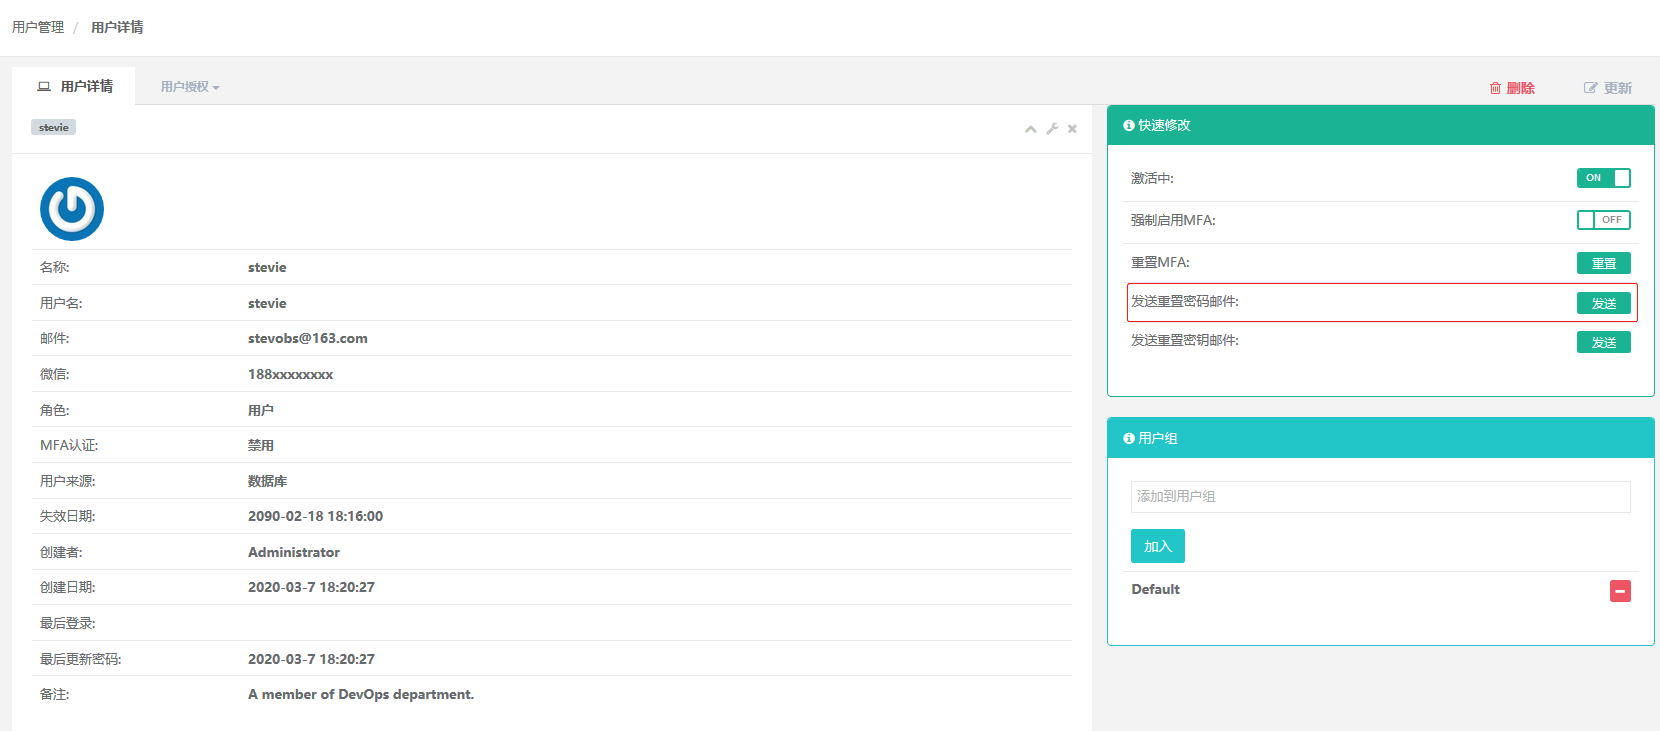 用户管理 / 用户详情
用户详情 用户授权
删除 更新
stevie
名称: stevie
用户名: stevie
邮件: stevobs@163.com
微信: 188xxxxxxxx
角色: 用户
MFA认证: 禁用
用户来源: 数据库
失效日期: 2090-02-18 18:16:00
创建者: Administrator
创建日期: 2020-03-7 18:20:27
最后登录:
最后更新密码: 2020-03-7 18:20:27
备注: A member of DevOps department.
快速修改
激活中: ON
强制启用MFA: OFF
重置MFA: 重置
发送重置密码邮件: 发送
发送重置密钥邮件: 发送
用户组
添加到用户组
加入
Default